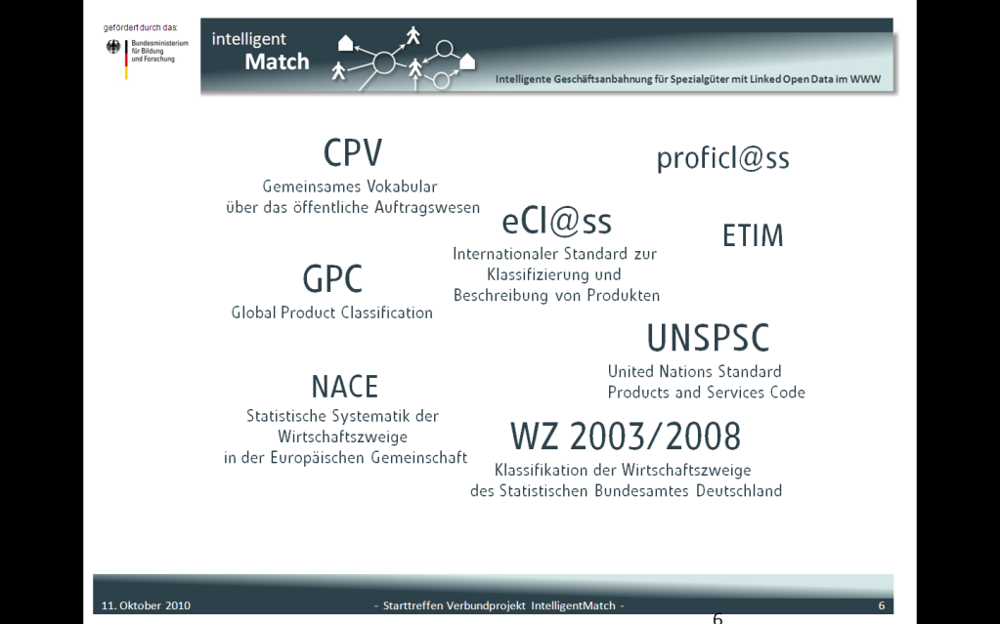 gefördert durch das:
Bundesministerium
für Bildung
und Forschung
intelligent
Match
Intelligente Geschäftsanbahnung für Spezialgüter mit Linked Open Data im WWW
CPV
Gemeinsames Vokabular
über das öffentliche Auftragswesen
proficl@ss
eCl@ss
Internationaler Standard zur
Klassifizierung und
Beschreibung von Produkten
ETIM
GPC
Global Product Classification
UNSPSC
United Nations Standard
Products and Services Code
NACE
Statistische Systematik der
Wirtschaftszweige
in der Europäischen Gemeinschaft
WZ 2003/2008
Klassifikation der Wirtschaftszweige
des Statistischen Bundesamtes Deutschland
11. Oktober 2010
- Starttreffen Verbundprojekt IntelligentMatch -
6
6